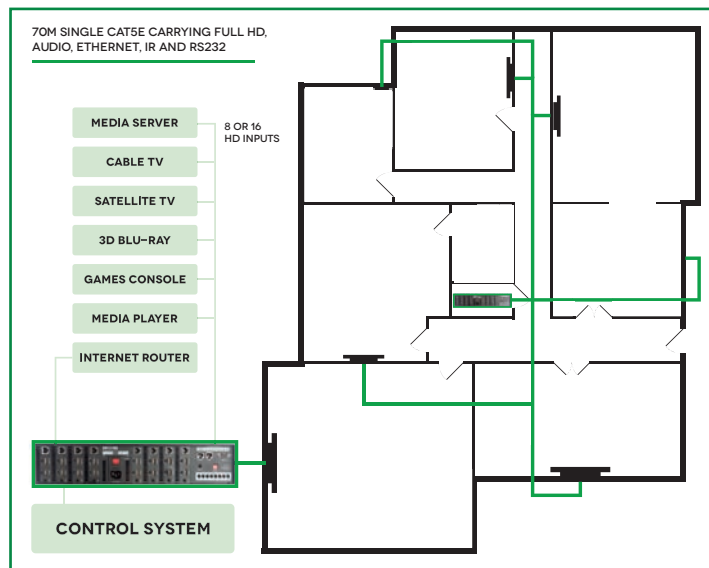 70M SINGLE CAT5E CARRYING FULL HD,
AUDIO, ETHERNET, IR AND RS232
8 OR 16
HD INPUTS
MEDIA SERVER
CABLE TV
SATELLITE TV
3D BLU-RAY
GAMES CONSOLE
MEDIA PLAYER
INTERNET ROUTER
CONTROL SYSTEM